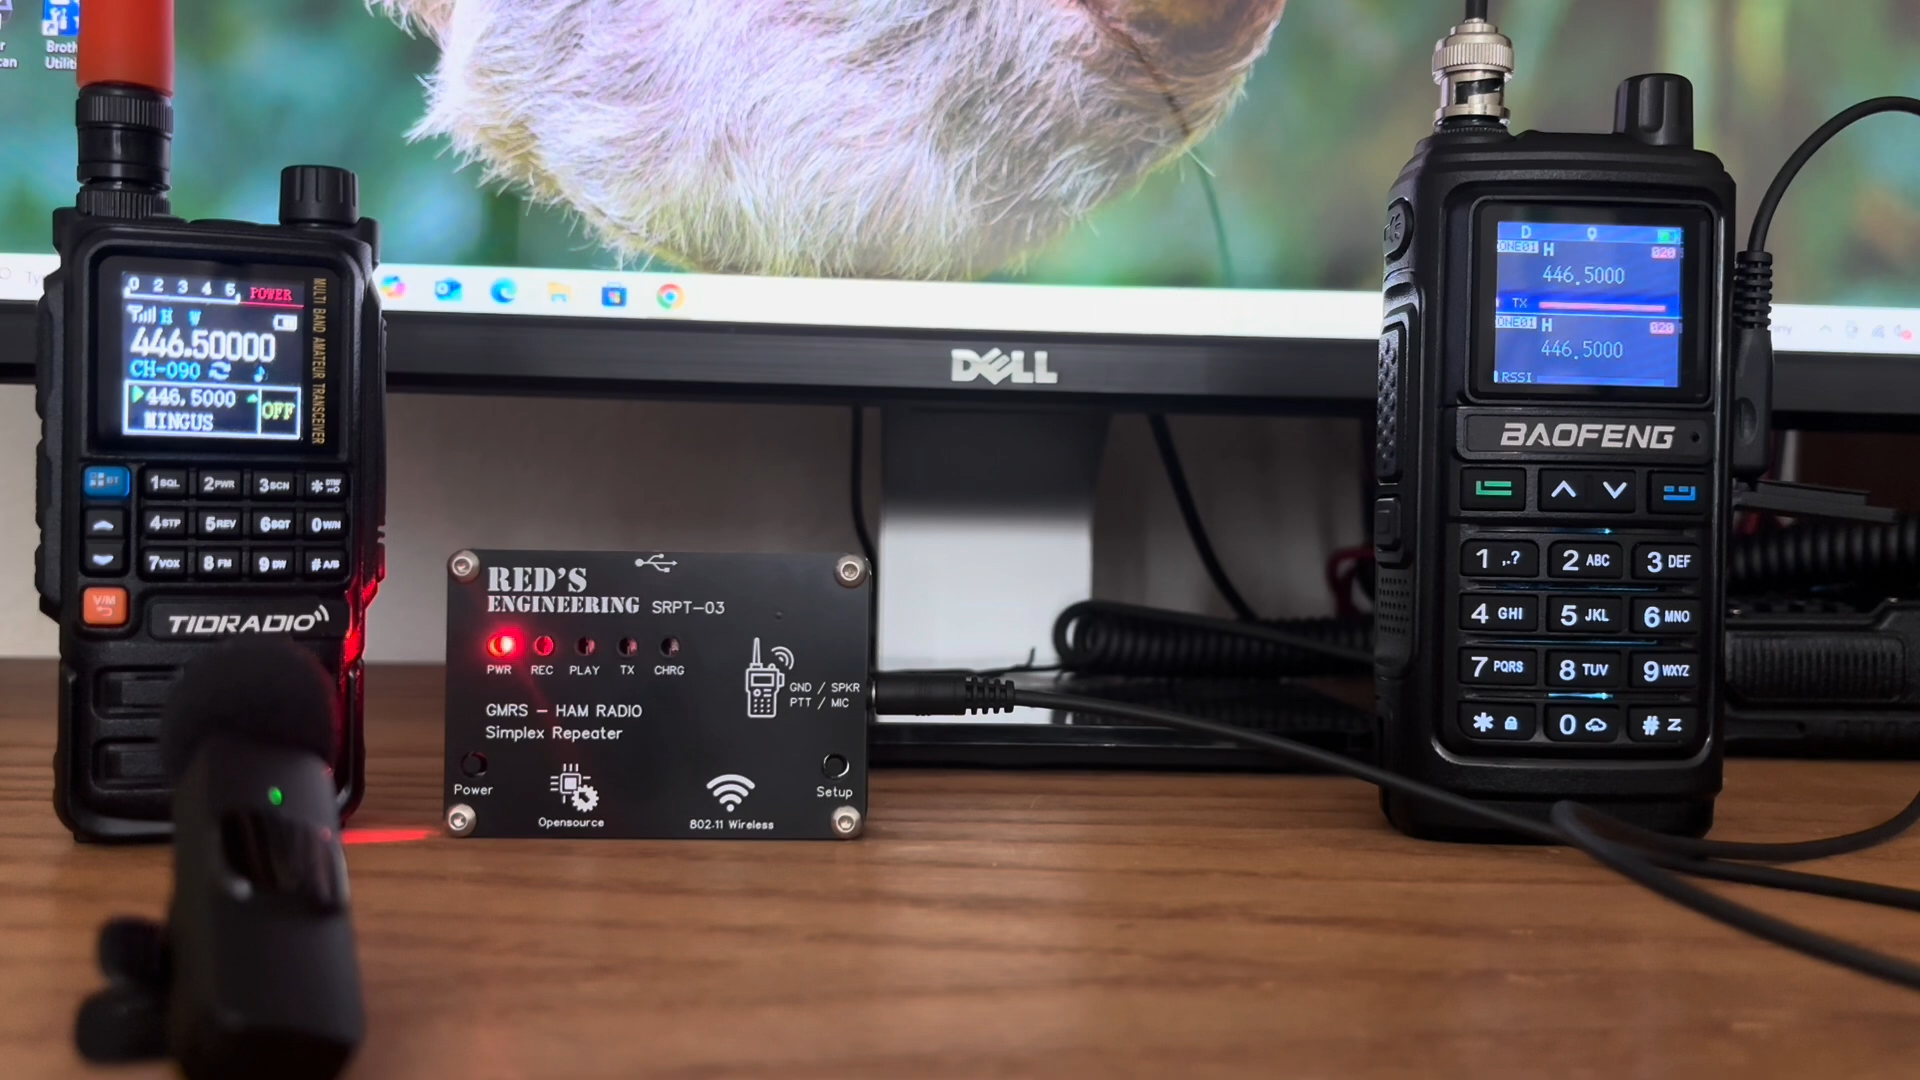 Broth
Utiliti
can
0 2 3 4 5 POWER
H
446.50000
CH-090
446.5000 OFF
MINGUS
MULTI BAND AMATEUR TRANSCEIVER
1SQL 2PWR 3SCN *
4STP 5REV 6SQT 0W/N
7VOX 8FM 9DW #A/B
V/M
TIDRADIO
DELL
RED'S
ENGINEERING SRPT-03
PWR REC PLAY TX CHRG
GND / SPKR
PTT / MIC
GMRS - HAM RADIO
Simplex Repeater
Power
Setup
Opensource
802.11 Wireless
D
ONE01 H 020
446.5000
TX
ONE01 H 020
446.5000
RSSI
BAOFENG
1 ,.? 2 ABC 3 DEF
4 GHI 5 JKL 6 MNO
7 PQRS 8 TUV 9 WXYZ
* 0 #